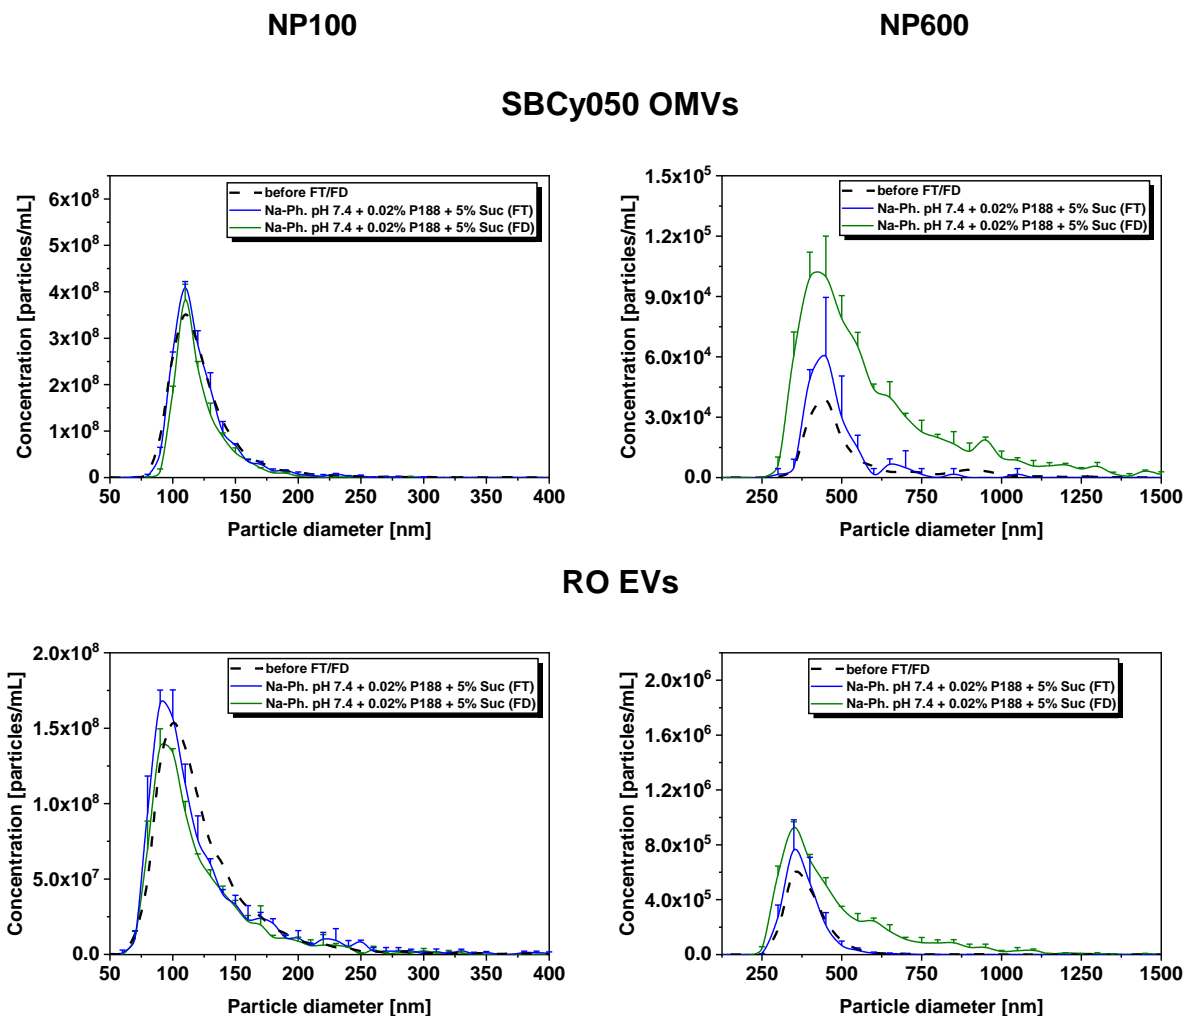 NP100
NP600
SBCy050 OMVs
Concentration [particles/mL]
6x10⁸
5x10⁸
4x10⁸
3x10⁸
2x10⁸
1x10⁸
0
before FT/FD
Na-Ph. pH 7.4 + 0.02% P188 + 5% Suc (FT)
Na-Ph. pH 7.4 + 0.02% P188 + 5% Suc (FD)
50 100 150 200 250 300 350 400
Particle diameter [nm]
Concentration [particles/mL]
1.5x10⁵
1.2x10⁵
9.0x10⁴
6.0x10⁴
3.0x10⁴
0.0
before FT/FD
Na-Ph. pH 7.4 + 0.02% P188 + 5% Suc (FT)
Na-Ph. pH 7.4 + 0.02% P188 + 5% Suc (FD)
250 500 750 1000 1250 1500
Particle diameter [nm]
RO EVs
Concentration [particles/mL]
2.0x10⁸
1.5x10⁸
1.0x10⁸
5.0x10⁷
0.0
before FT/FD
Na-Ph. pH 7.4 + 0.02% P188 + 5% Suc (FT)
Na-Ph. pH 7.4 + 0.02% P188 + 5% Suc (FD)
50 100 150 200 250 300 350 400
Particle diameter [nm]
Concentration [particles/mL]
2.0x10⁶
1.6x10⁶
1.2x10⁶
8.0x10⁵
4.0x10⁵
0.0
before FT/FD
Na-Ph. pH 7.4 + 0.02% P188 + 5% Suc (FT)
Na-Ph. pH 7.4 + 0.02% P188 + 5% Suc (FD)
250 500 750 1000 1250 1500
Particle diameter [nm]